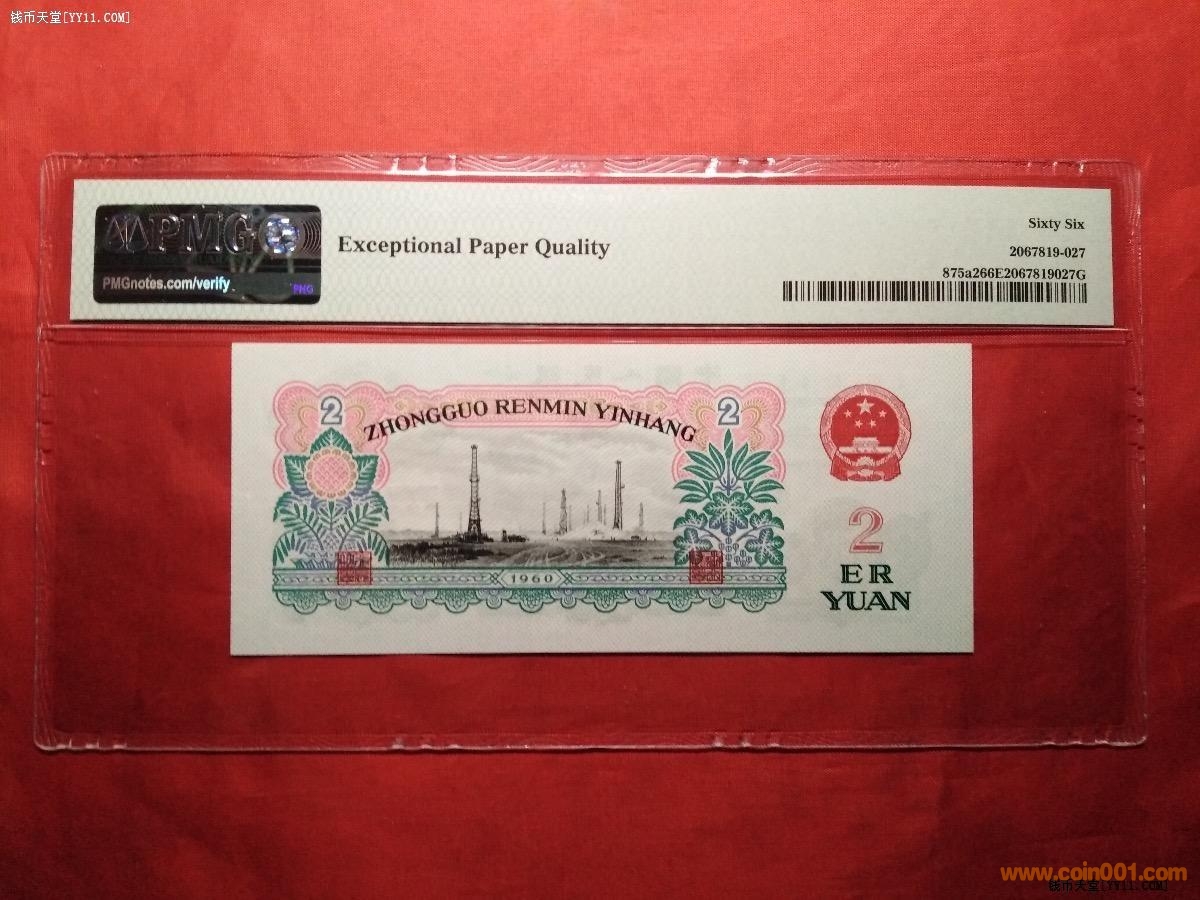 钱币天堂[YY11.COM]
PMG
PMGnotes.com/verify
PNG
Exceptional Paper Quality
Sixty Six
2067819-027
875a266E2067819027G
2
ZHONGGUO RENMIN YINHANG
2
2
ER
YUAN
1960
www.coin001.com
钱币天堂[YY11.COM]